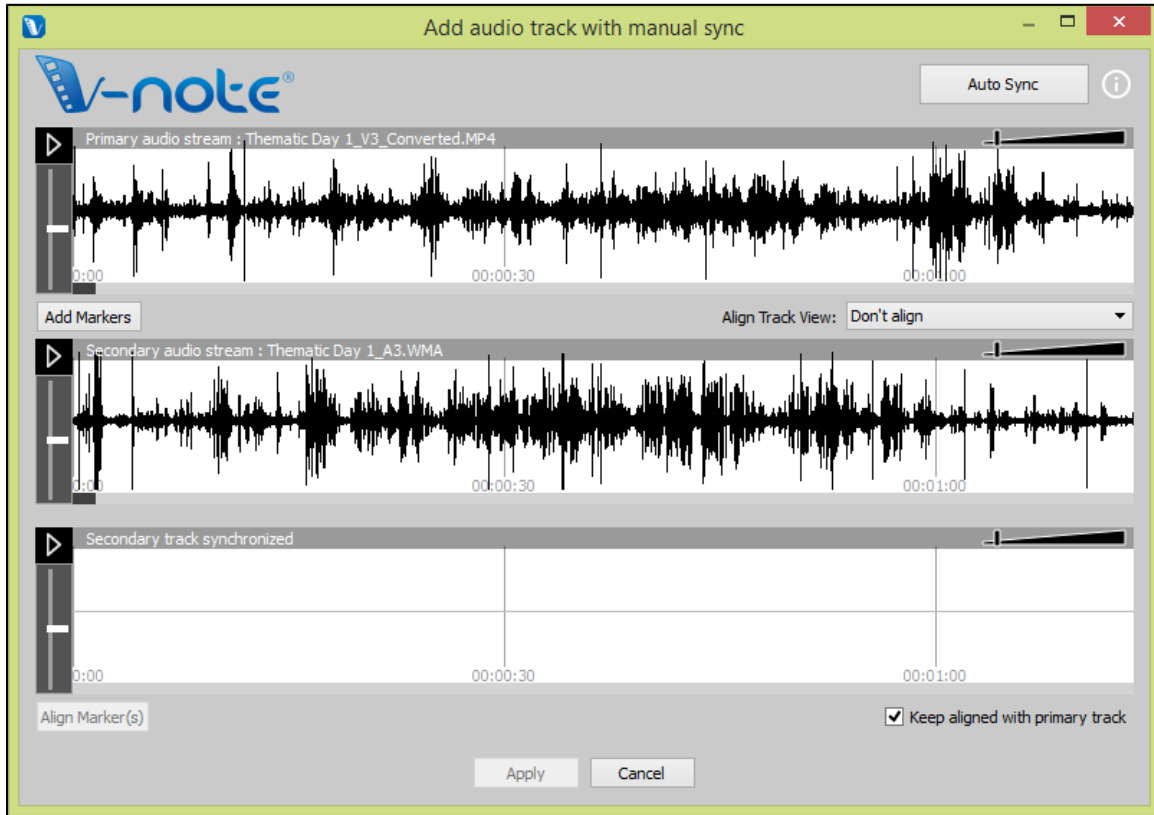 Add audio track with manual sync
V-note®
Auto Sync
Primary audio stream : Thematic Day 1_V3_Converted.MP4
0:00 00:00:30 00:01:00
Add Markers Align Track View: Don't align
Secondary audio stream : Thematic Day 1_A3.WMA
0:00 00:00:30 00:01:00
Secondary track synchronized
0:00 00:00:30 00:01:00
Align Marker(s) Keep aligned with primary track
Apply Cancel